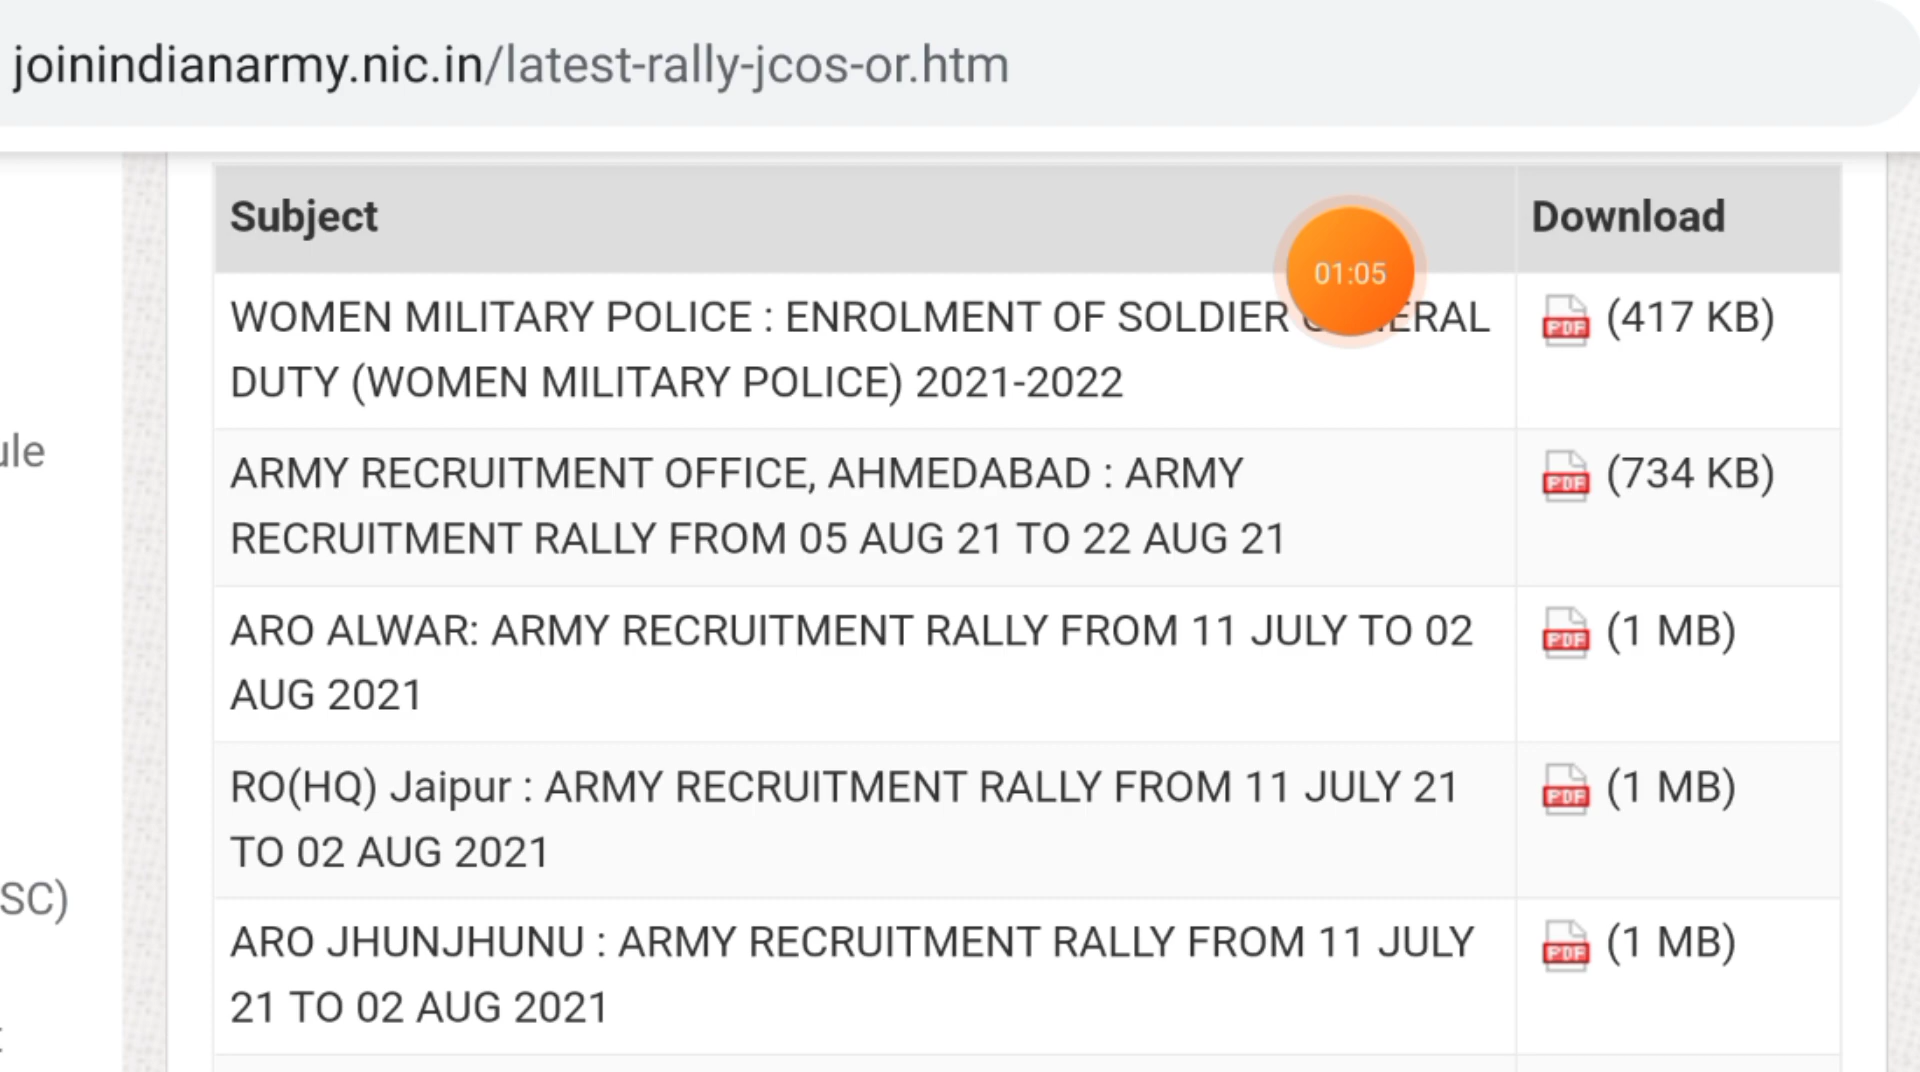 joinindianarmy.nic.in/latest-rally-jcos-or.htm
Subject
Download
01:05
WOMEN MILITARY POLICE : ENROLMENT OF SOLDIER
DUTY (WOMEN MILITARY POLICE) 2021-2022
PDF (417 KB)
ARMY RECRUITMENT OFFICE, AHMEDABAD : ARMY
RECRUITMENT RALLY FROM 05 AUG 21 TO 22 AUG 21
PDF (734 KB)
ARO ALWAR: ARMY RECRUITMENT RALLY FROM 11 JULY TO 02
AUG 2021
PDF (1 MB)
RO(HQ) Jaipur : ARMY RECRUITMENT RALLY FROM 11 JULY 21
TO 02 AUG 2021
PDF (1 MB)
ARO JHUNJHUNU : ARMY RECRUITMENT RALLY FROM 11 JULY
21 TO 02 AUG 2021
PDF (1 MB)
ule
SC)